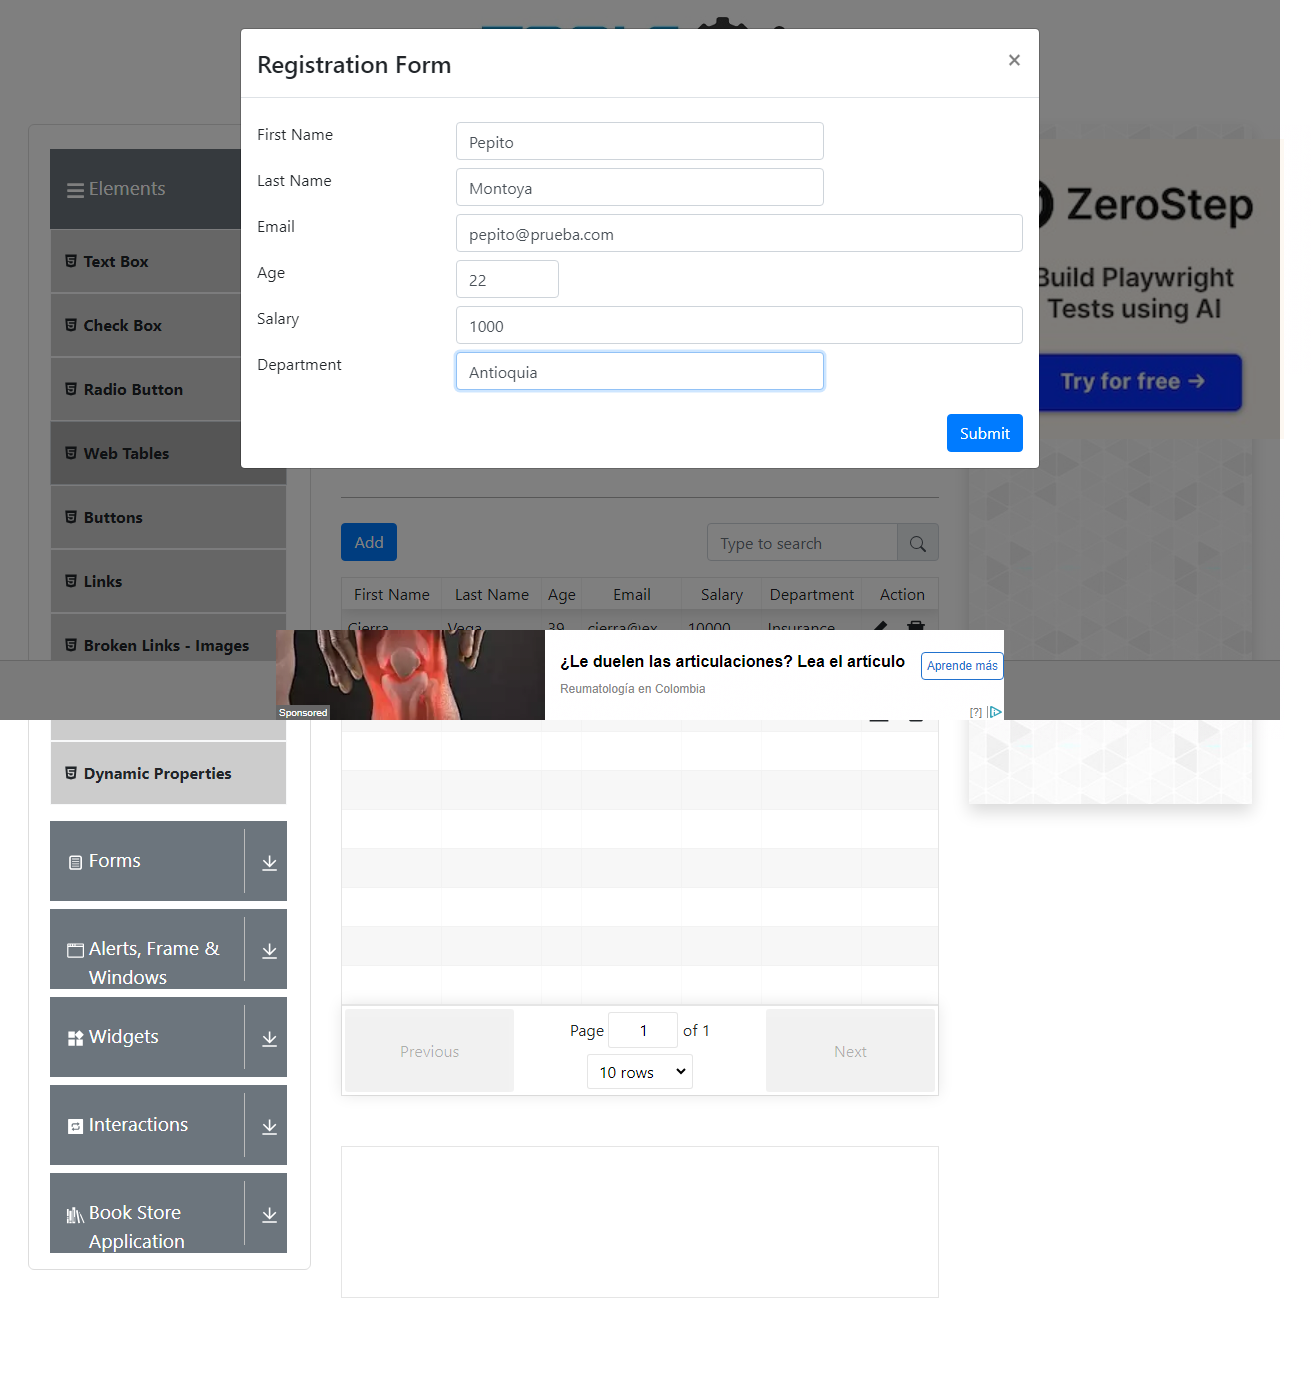 Registration Form
×
First Name
Pepito
Last Name
Montoya
Email
pepito@prueba.com
Age
22
Salary
1000
Department
Antioquia
Submit
Elements
Text Box
Check Box
Radio Button
Web Tables
Buttons
Links
Broken Links - Images
Dynamic Properties
Forms
Alerts, Frame &
Windows
Widgets
Interactions
Book Store
Application
Add
Type to search
First Name Last Name Age Email Salary Department Action
Cierra Vega 39 cierra@ex 10000 Insurance
¿Le duelen las articulaciones? Lea el artículo
Reumatología en Colombia
Aprende más
Sponsored
[?]
Previous
Page 1 of 1
10 rows
Next
ZeroStep
Build Playwright
Tests using AI
Try for free →